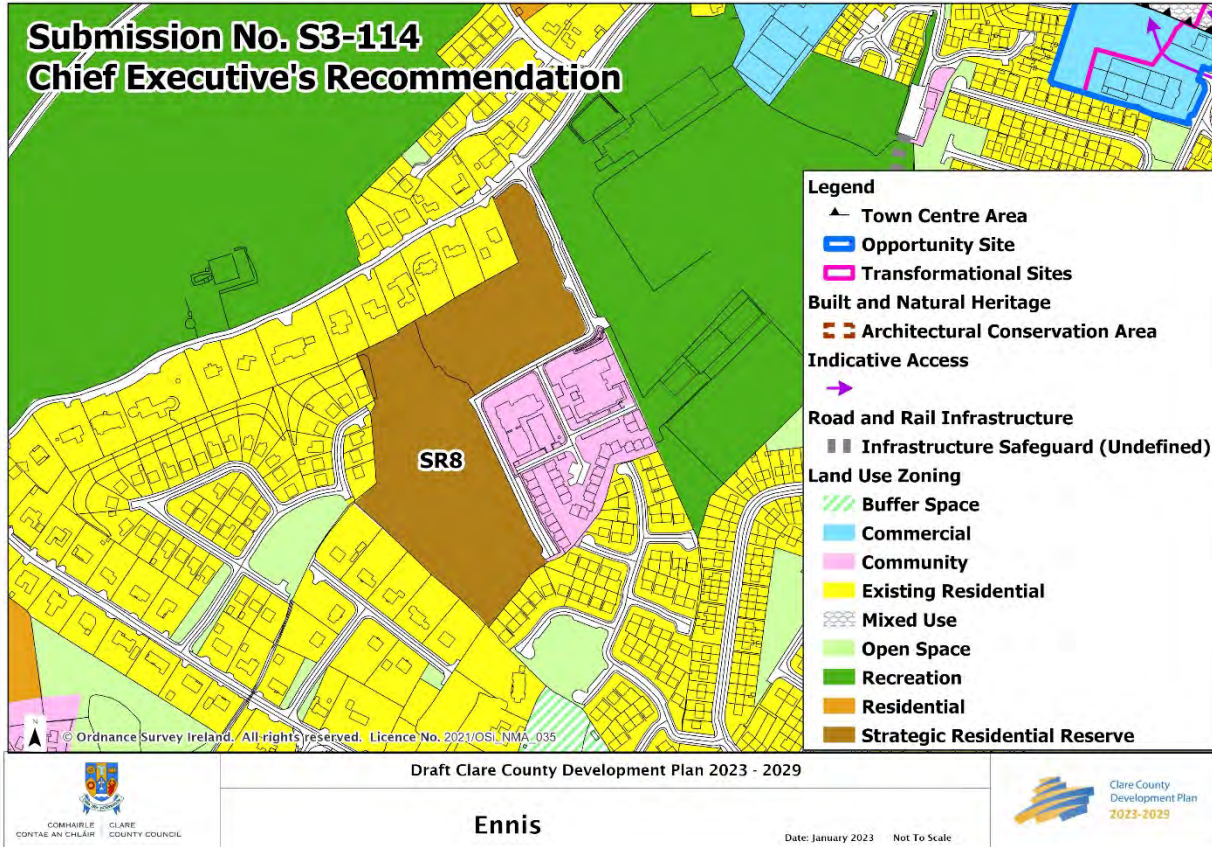 Submission No. S3-114
Chief Executive's Recommendation
SR8
Legend
Town Centre Area
Opportunity Site
Transformational Sites
Built and Natural Heritage
Architectural Conservation Area
Indicative Access
Road and Rail Infrastructure
Infrastructure Safeguard (Undefined)
Land Use Zoning
Buffer Space
Commercial
Community
Existing Residential
Mixed Use
Open Space
Recreation
Residential
Strategic Residential Reserve
N
© Ordnance Survey Ireland. All rights reserved. Licence No. 2021/OSi_NMA_035
COMHAIRLE CLARE
CONTAE AN CHLÁIR COUNTY COUNCIL
Draft Clare County Development Plan 2023 - 2029
Ennis
Date: January 2023 Not To Scale
Clare County
Development Plan
2023-2029